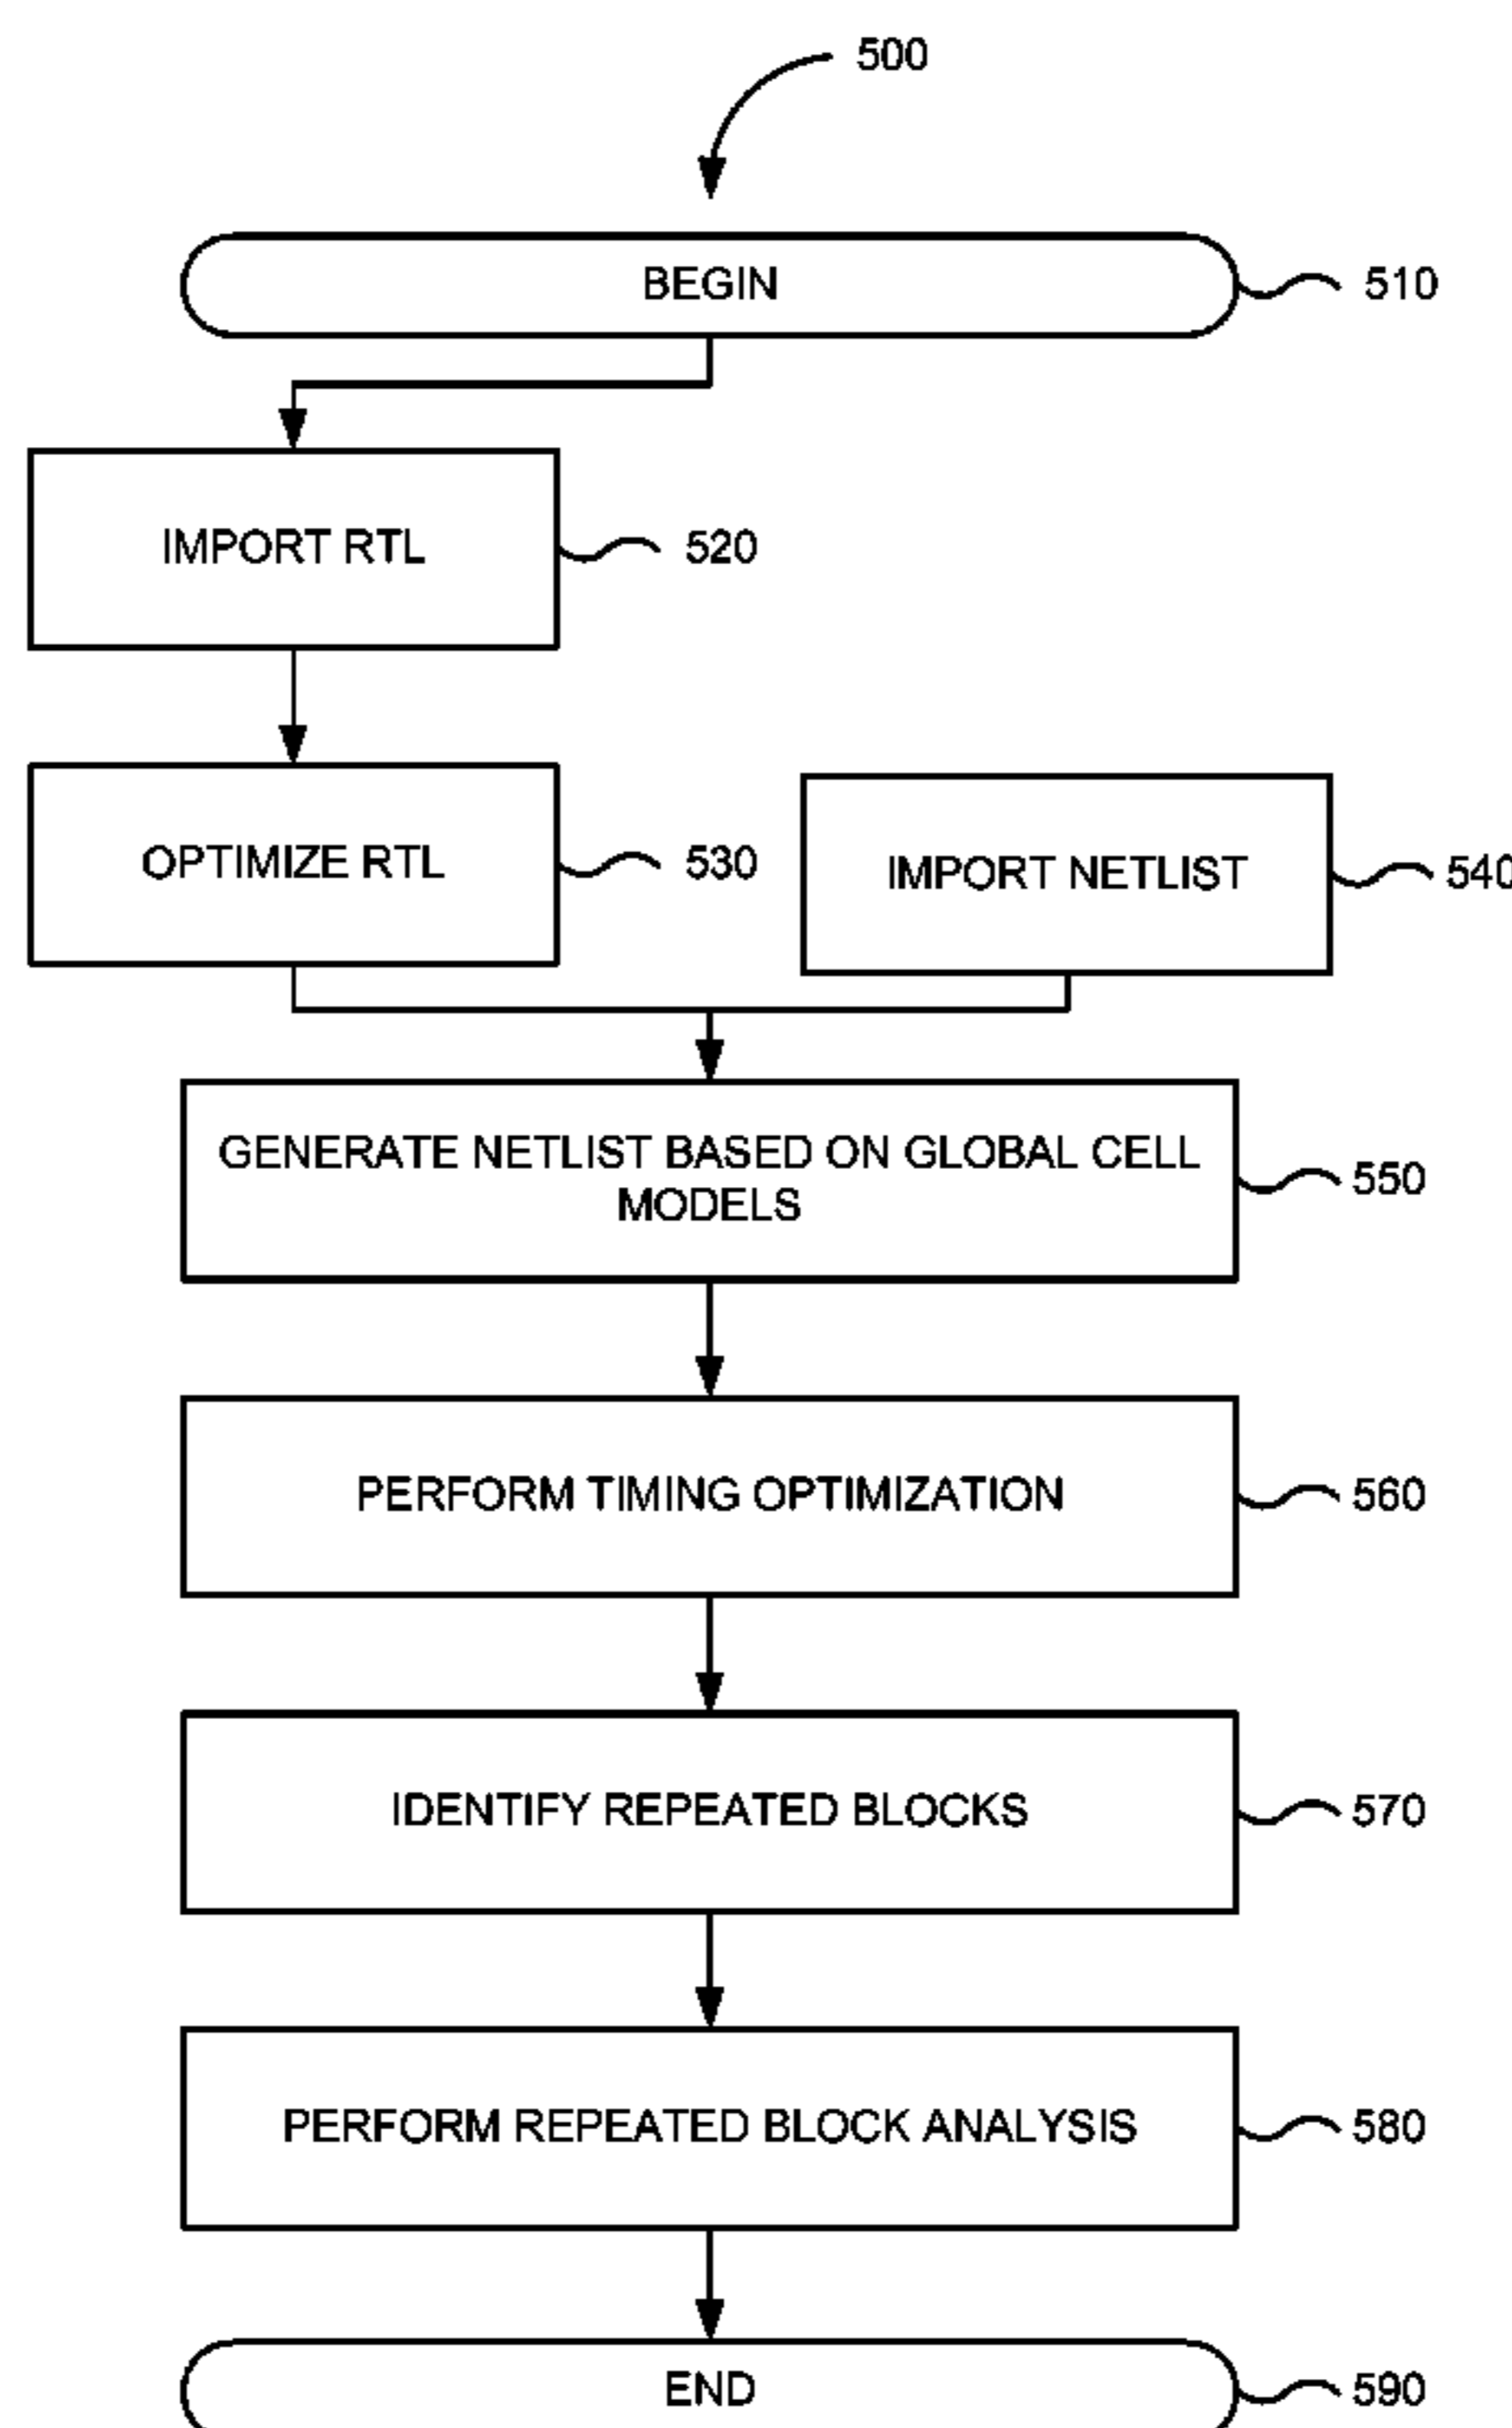 500
BEGIN
510
IMPORT RTL
520
OPTIMIZE RTL
530
IMPORT NETLIST
540
GENERATE NETLIST BASED ON GLOBAL CELL
MODELS
550
PERFORM TIMING OPTIMIZATION
560
IDENTIFY REPEATED BLOCKS
570
PERFORM REPEATED BLOCK ANALYSIS
580
END
590